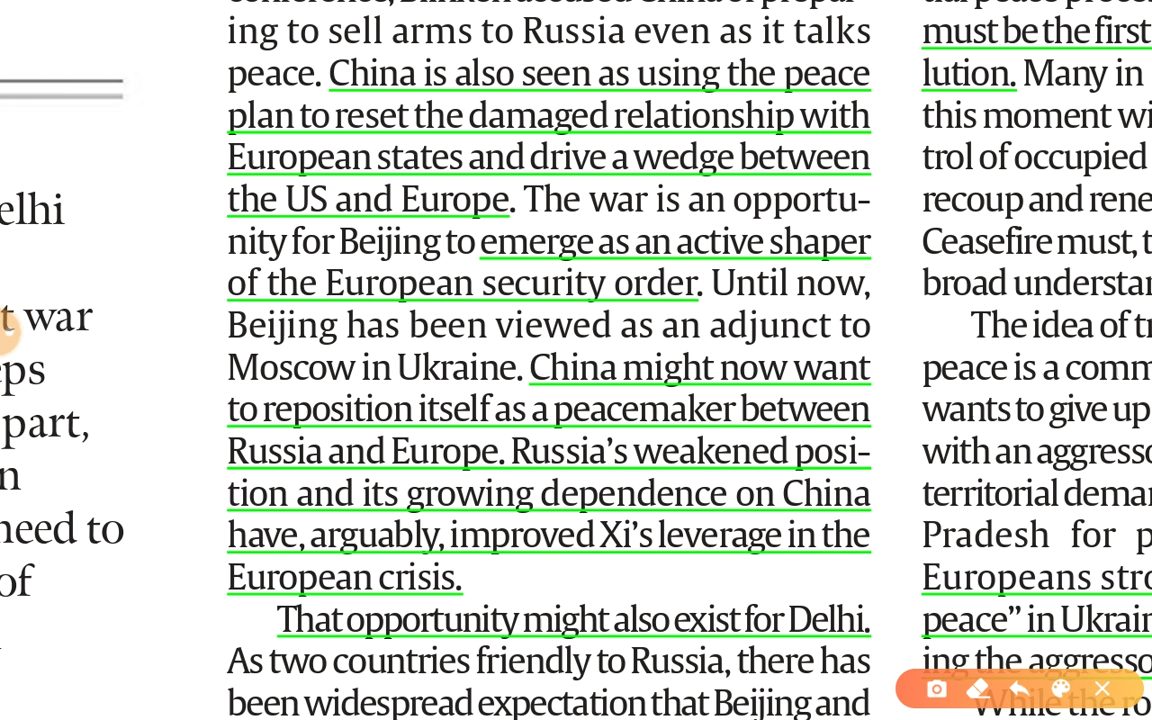 elhi
t war
eps
part,
n
need to
of
ing to sell arms to Russia even as it talks
peace. China is also seen as using the peace
plan to reset the damaged relationship with
European states and drive a wedge between
the US and Europe. The war is an opportu-
nity for Beijing to emerge as an active shaper
of the European security order. Until now,
Beijing has been viewed as an adjunct to
Moscow in Ukraine. China might now want
to reposition itself as a peacemaker between
Russia and Europe. Russia’s weakened posi-
tion and its growing dependence on China
have, arguably, improved Xi’s leverage in the
European crisis.
That opportunity might also exist for Delhi.
As two countries friendly to Russia, there has
been widespread expectation that Beijing and
must be the first
lution. Many in
this moment wi
trol of occupied
recoup and rene
Ceasefire must, t
broad understan
The idea of tr
peace is a comm
wants to give up
with an aggresso
territorial deman
Pradesh for p
Europeans stro
peace” in Ukrain
ing the aggresso
While the ro